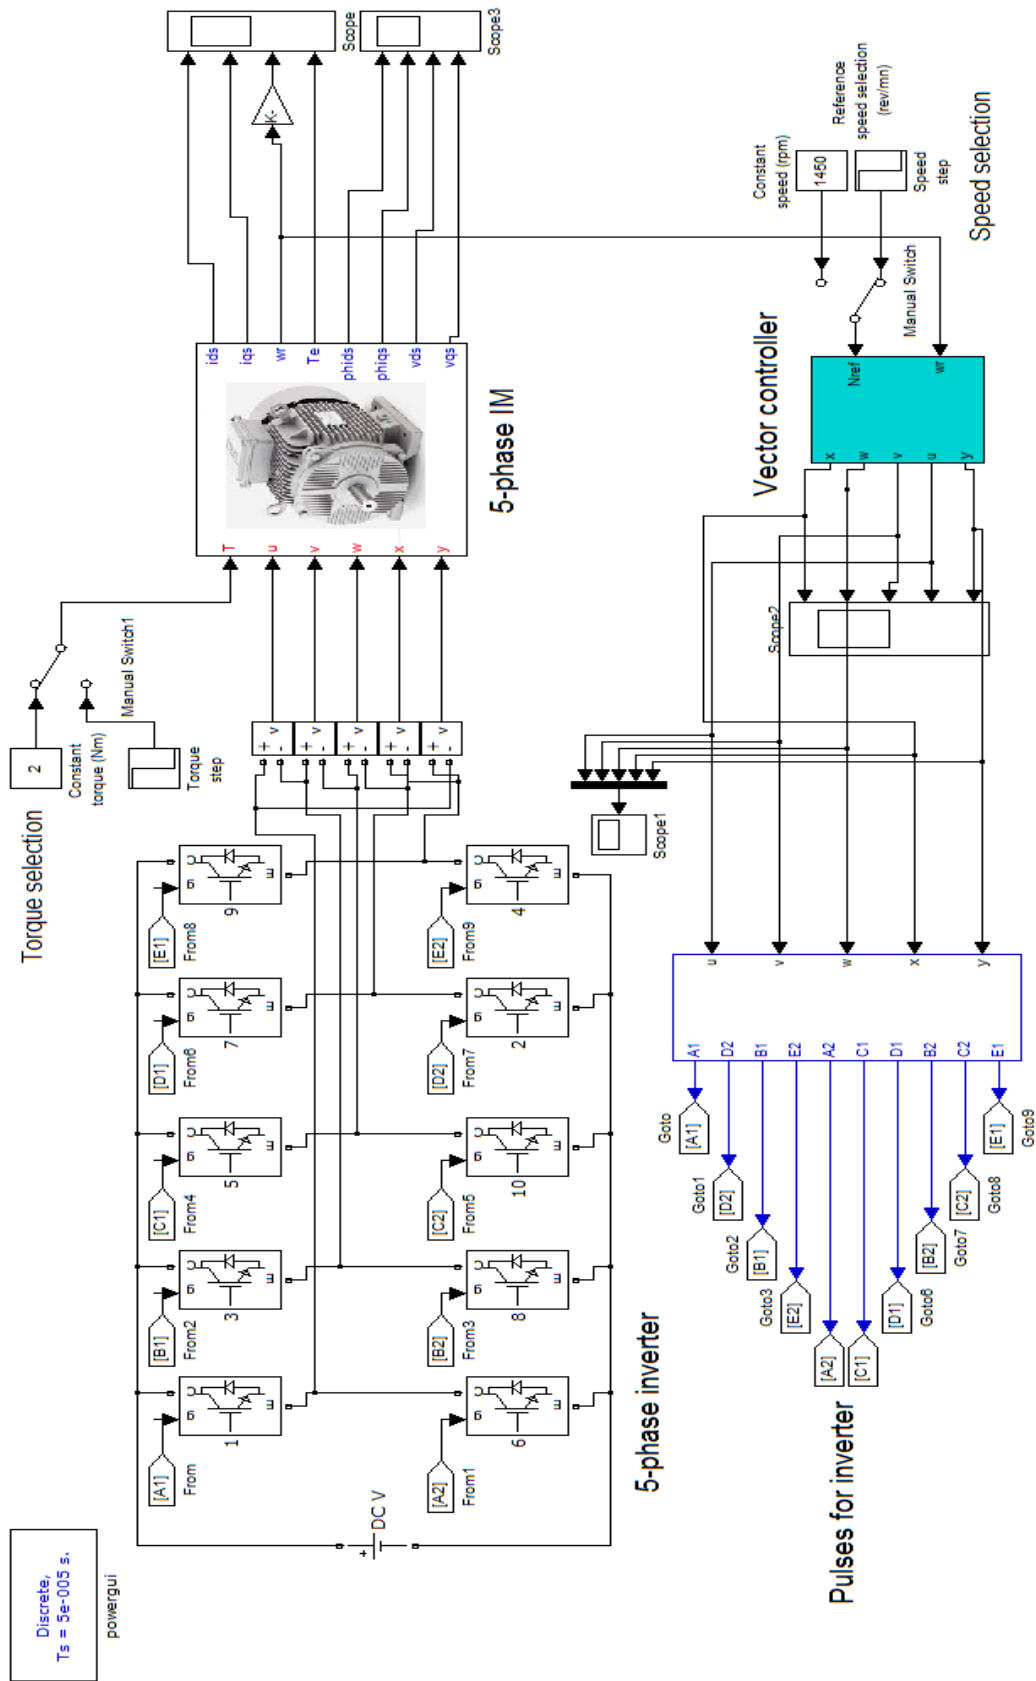 Discrete,
Ts = 5e-005 s.
powergui
Torque selection
2
Constant
torque (Nm)
Torque
step
Manual Switch1
DC V
+
[A1]
From
1
[B1]
From2
3
[C1]
From4
5
[D1]
From6
7
[E1]
From8
9
[A2]
From1
6
[B2]
From3
8
[C2]
From5
10
[D2]
From7
2
[E2]
From9
4
g C E
g C E
g C E
g C E
g C E
g C E
g C E
g C E
g C E
g C E
5-phase inverter
+ - v
+ - v
+ - v
+ - v
+ - v
T
u
v
w
x
y
ids
iqs
wr
Te
phids
phiqs
vds
vqs
5-phase IM
K-
Scope
Scope3
Pulses for inverter
Goto
[A1]
Goto1
[D2]
Goto2
[B1]
Goto3
[E2]
[A2]
[C1]
[D1]
Goto6
[B2]
Goto7
[C2]
Goto8
[E1]
Goto9
A1
D2
B1
E2
A2
C1
D1
B2
C2
E1
u
v
w
x
y
Scope1
Scope2
Vector controller
x
w
v
u
y
Nref
wr
Manual Switch
Constant
speed (rpm)
1450
Reference
speed selection
(rev/mn)
Speed
step
Speed selection